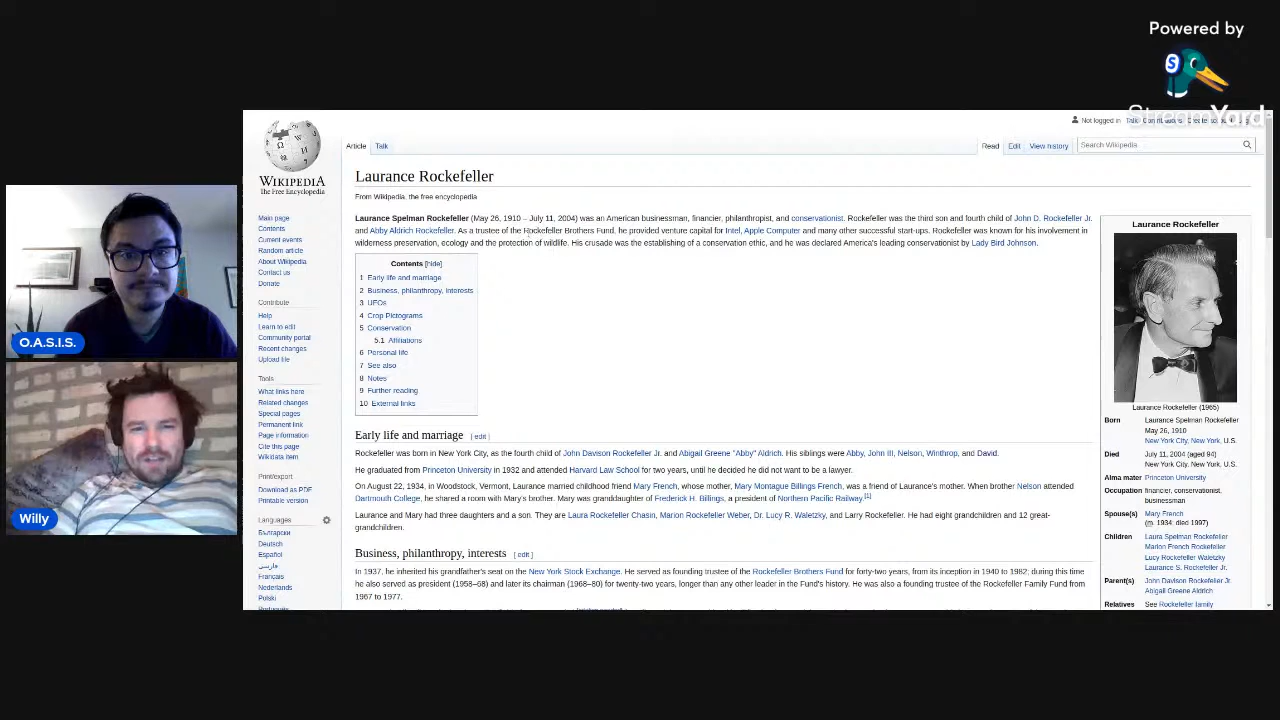 Powered by
StreamYard
Not logged in Talk
WIKIPEDIA
The Free Encyclopedia
Article Talk
Read Edit View history Search Wikipedia
Laurance Rockefeller
From Wikipedia, the free encyclopedia
Main page
Contents
Current events
Random article
About Wikipedia
Contact us
Donate
Contribute
Help
Learn to edit
Community portal
Recent changes
Upload file
Tools
What links here
Related changes
Special pages
Permanent link
Page information
Cite this page
Wikidata item
Print/export
Download as PDF
Printable version
Languages
Български
Deutsch
Español
فارسی
Français
Nederlands
Polski
Português
Laurance Spelman Rockefeller (May 26, 1910 – July 11, 2004) was an American businessman, financier, philanthropist, and conservationist. Rockefeller was the third son and fourth child of John D. Rockefeller Jr.
and Abby Aldrich Rockefeller. As a trustee of the Rockefeller Brothers Fund, he provided venture capital for Intel, Apple Computer and many other successful start-ups. Rockefeller was known for his involvement in
wilderness preservation, ecology and the protection of wildlife. His crusade was the establishing of a conservation ethic, and he was declared America's leading conservationist by Lady Bird Johnson.
Contents [hide]
1 Early life and marriage
2 Business, philanthropy, interests
3 UFOs
4 Crop Pictograms
5 Conservation
5.1 Affiliations
6 Personal life
7 See also
8 Notes
9 Further reading
10 External links
Early life and marriage [ edit ]
Rockefeller was born in New York City, as the fourth child of John Davison Rockefeller Jr. and Abigail Greene "Abby" Aldrich. His siblings were Abby, John III, Nelson, Winthrop, and David.
He graduated from Princeton University in 1932 and attended Harvard Law School for two years, until he decided he did not want to be a lawyer.
On August 22, 1934, in Woodstock, Vermont, Laurance married childhood friend Mary French, whose mother, Mary Montague Billings French, was a friend of Laurance's mother. When brother Nelson attended
Dartmouth College, he shared a room with Mary's brother. Mary was granddaughter of Frederick H. Billings, a president of Northern Pacific Railway.[1]
Laurance and Mary had three daughters and a son. They are Laura Rockefeller Chasin, Marion Rockefeller Weber, Dr. Lucy R. Waletzky, and Larry Rockefeller. He had eight grandchildren and 12 great-
grandchildren.
Business, philanthropy, interests [ edit ]
In 1937, he inherited his grandfather's seat on the New York Stock Exchange. He served as founding trustee of the Rockefeller Brothers Fund for forty-two years, from its inception in 1940 to 1982; during this time
he also served as president (1958–68) and later its chairman (1968–80) for twenty-two years, longer than any other leader in the Fund's history. He was also a founding trustee of the Rockefeller Family Fund from
1967 to 1977.
Laurance Rockefeller
Laurance Rockefeller (1965)
Born Laurance Spelman Rockefeller
May 26, 1910
New York City, New York, U.S.
Died July 11, 2004 (aged 94)
New York City, New York, U.S.
Alma mater Princeton University
Occupation financier, conservationist,
businessman
Spouse(s) Mary French
(m. 1934; died 1997)
Children Laura Spelman Rockefeller
Marion French Rockefeller
Lucy Rockefeller Waletzky
Laurance S. Rockefeller Jr.
Parent(s) John Davison Rockefeller Jr.
Abigail Greene Aldrich
Relatives See Rockefeller family
O.A.S.I.S.
Willy